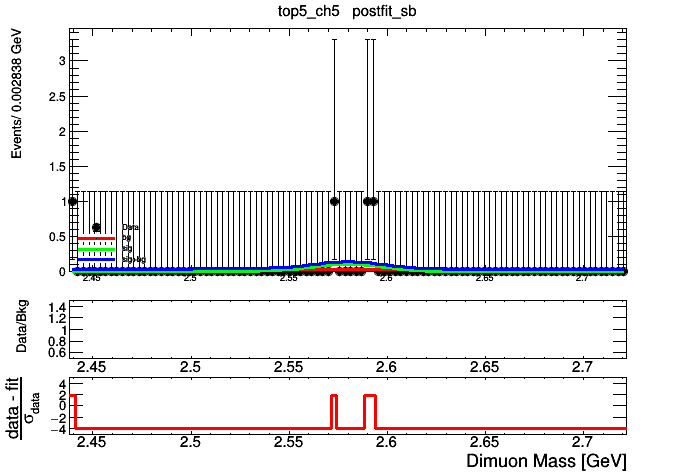 top5_ch5 postfit_sb
Events/ 0.002838 GeV
3
2.5
2
1.5
1
0.5
0
Data
bg
sig
sig+bg
2.45 2.5 2.55 2.6 2.65 2.7
Data/Bkg
1.4
1.2
1
0.8
0.6
2.45 2.5 2.55 2.6 2.65 2.7
data - fit
σdata
4
2
0
−2
−4
2.45 2.5 2.55 2.6 2.65 2.7
Dimuon Mass [GeV]